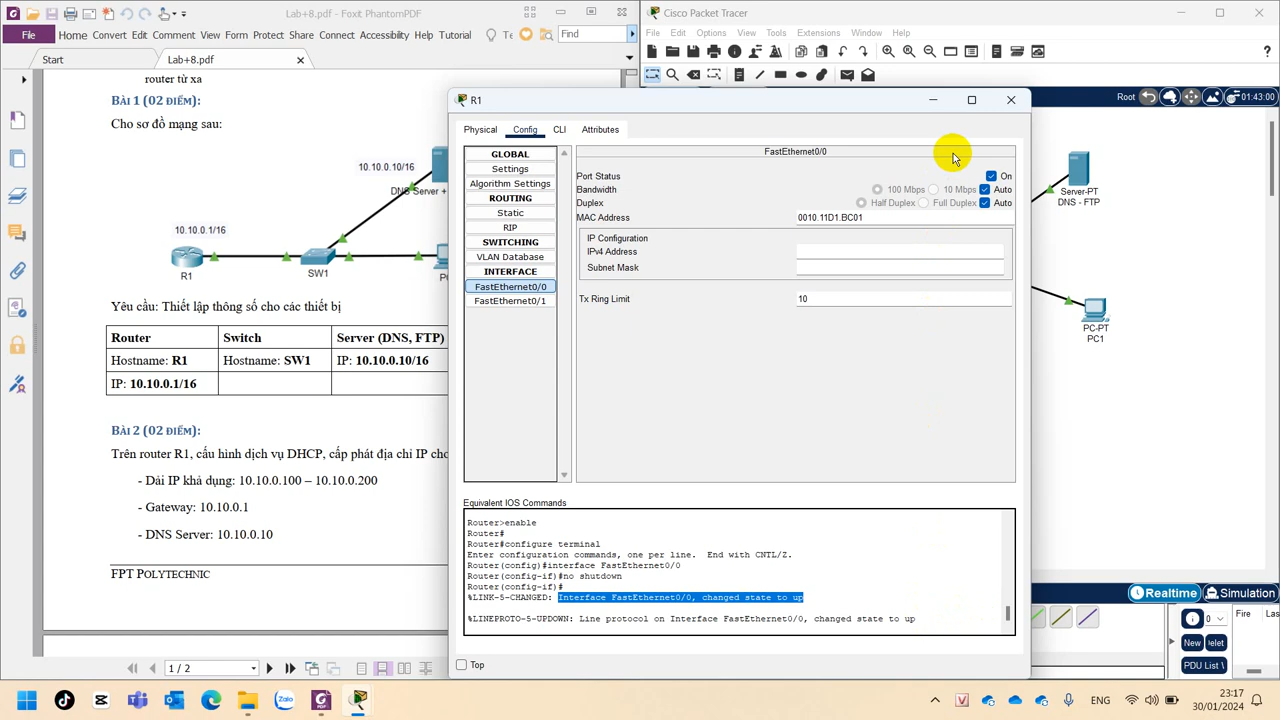 Lab+8.pdf - Foxit PhantomPDF
File Home Convert Edit Organize Comment View Form Protect Share Connect Accessibility Help Tutorial Te Find
Start
Lab+8.pdf
router từ xa
BÀI 1 (02 ĐIỂM):
Cho sơ đồ mạng sau:
10.10.0.10/16
DNS Server +
10.10.0.1/16
R1
SW1
Yêu cầu: Thiết lập thông số cho các thiết bị
Router Switch Server (DNS, FTP)
Hostname: R1 Hostname: SW1 IP: 10.10.0.10/16
IP: 10.10.0.1/16
BÀI 2 (02 ĐIỂM):
Trên router R1, cấu hình dịch vụ DHCP, cấp phát địa chỉ IP cho
- Dải IP khả dụng: 10.10.0.100 – 10.10.0.200
- Gateway: 10.10.0.1
- DNS Server: 10.10.0.10
FPT POLYTECHNIC
1 / 2
Cisco Packet Tracer
File Edit Options View Tools Extensions Window Help
Root
01:43:00
Server-PT
DNS - FTP
PC-PT
PC1
Realtime
Simulation
0
Fire
Las
New
PDU List
R1
Physical Config CLI Attributes
GLOBAL
Settings
Algorithm Settings
ROUTING
Static
RIP
SWITCHING
VLAN Database
INTERFACE
FastEthernet0/0
FastEthernet0/1
FastEthernet0/0
Port Status On
Bandwidth 100 Mbps 10 Mbps Auto
Duplex Half Duplex Full Duplex Auto
MAC Address 0010.11D1.BC01
IP Configuration
IPv4 Address
Subnet Mask
Tx Ring Limit 10
Equivalent IOS Commands
Router>enable
Router#
Router#configure terminal
Enter configuration commands, one per line. End with CNTL/Z.
Router(config)#interface FastEthernet0/0
Router(config-if)#no shutdown
Router(config-if)#
%LINK-5-CHANGED: Interface FastEthernet0/0, changed state to up
%LINEPROTO-5-UPDOWN: Line protocol on Interface FastEthernet0/0, changed state to up
Top
Zalo
ENG
23:17
30/01/2024